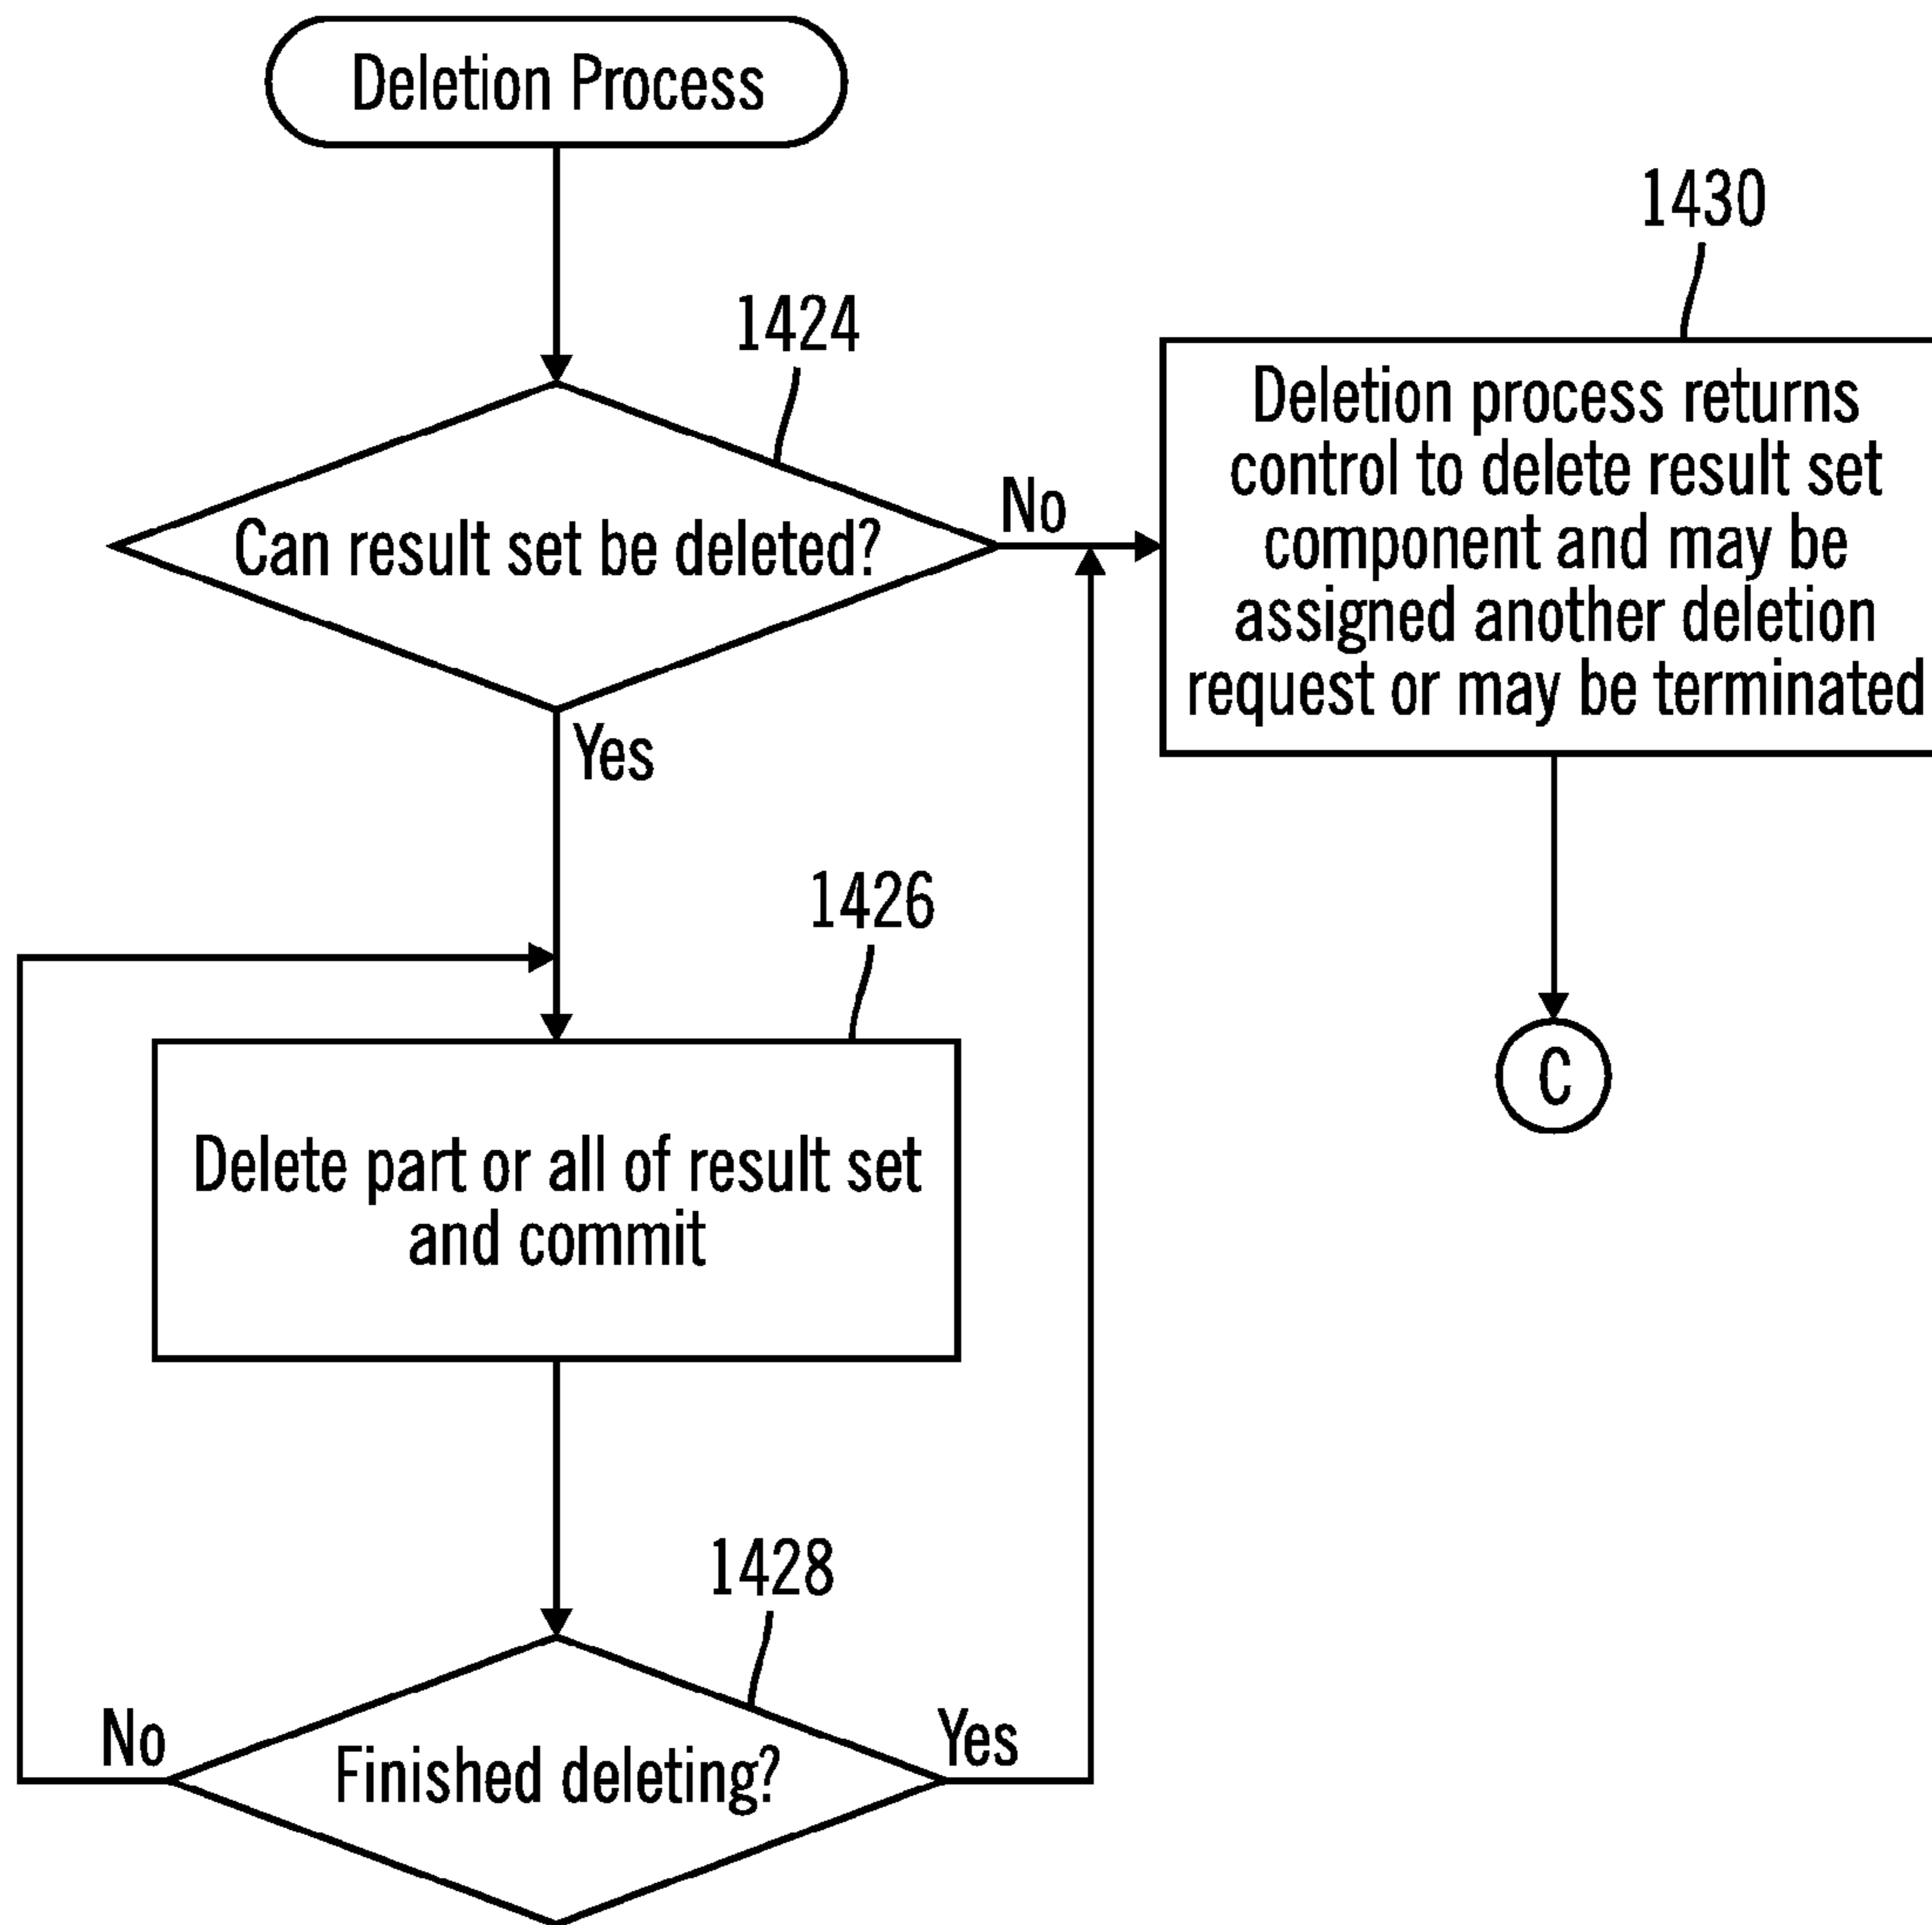 Deletion Process
1424
Can result set be deleted?
No
Yes
1430
Deletion process returns
control to delete result set
component and may be
assigned another deletion
request or may be terminated
C
1426
Delete part or all of result set
and commit
1428
Finished deleting?
No
Yes